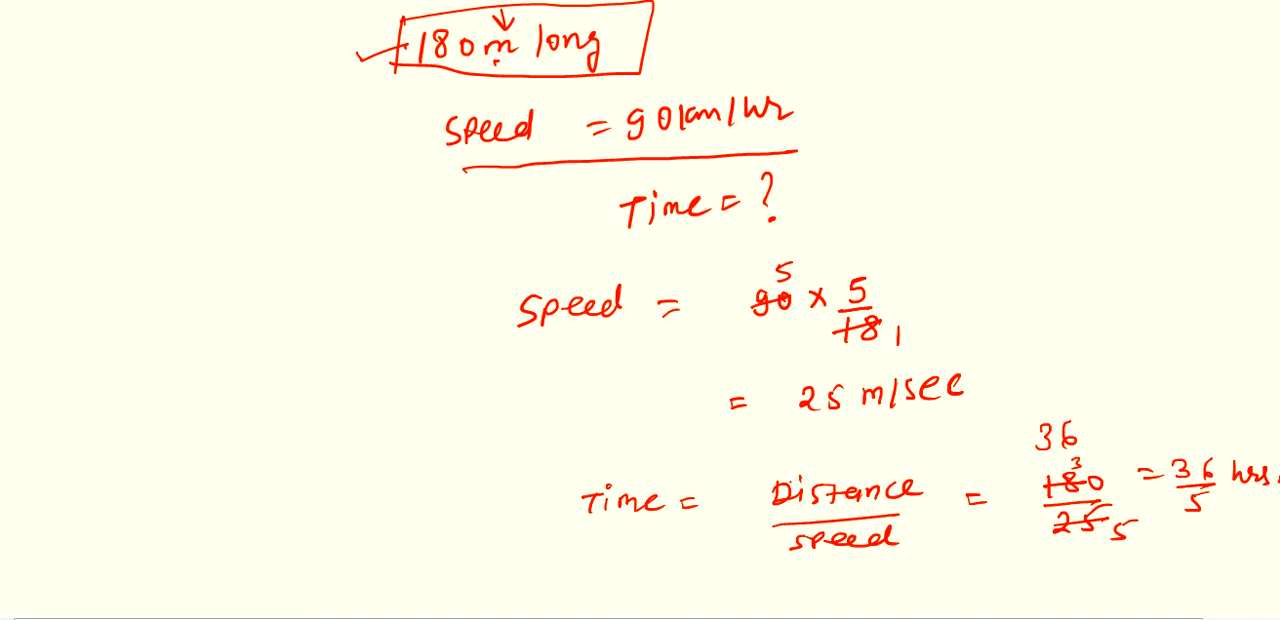 180m long
speed = 90km/hr
Time = ?
5
speed = 90 × 5/18 1
= 25 m/sec
36
3
Time = Distance/speed = 180/25 5 = 36/5 hrs.